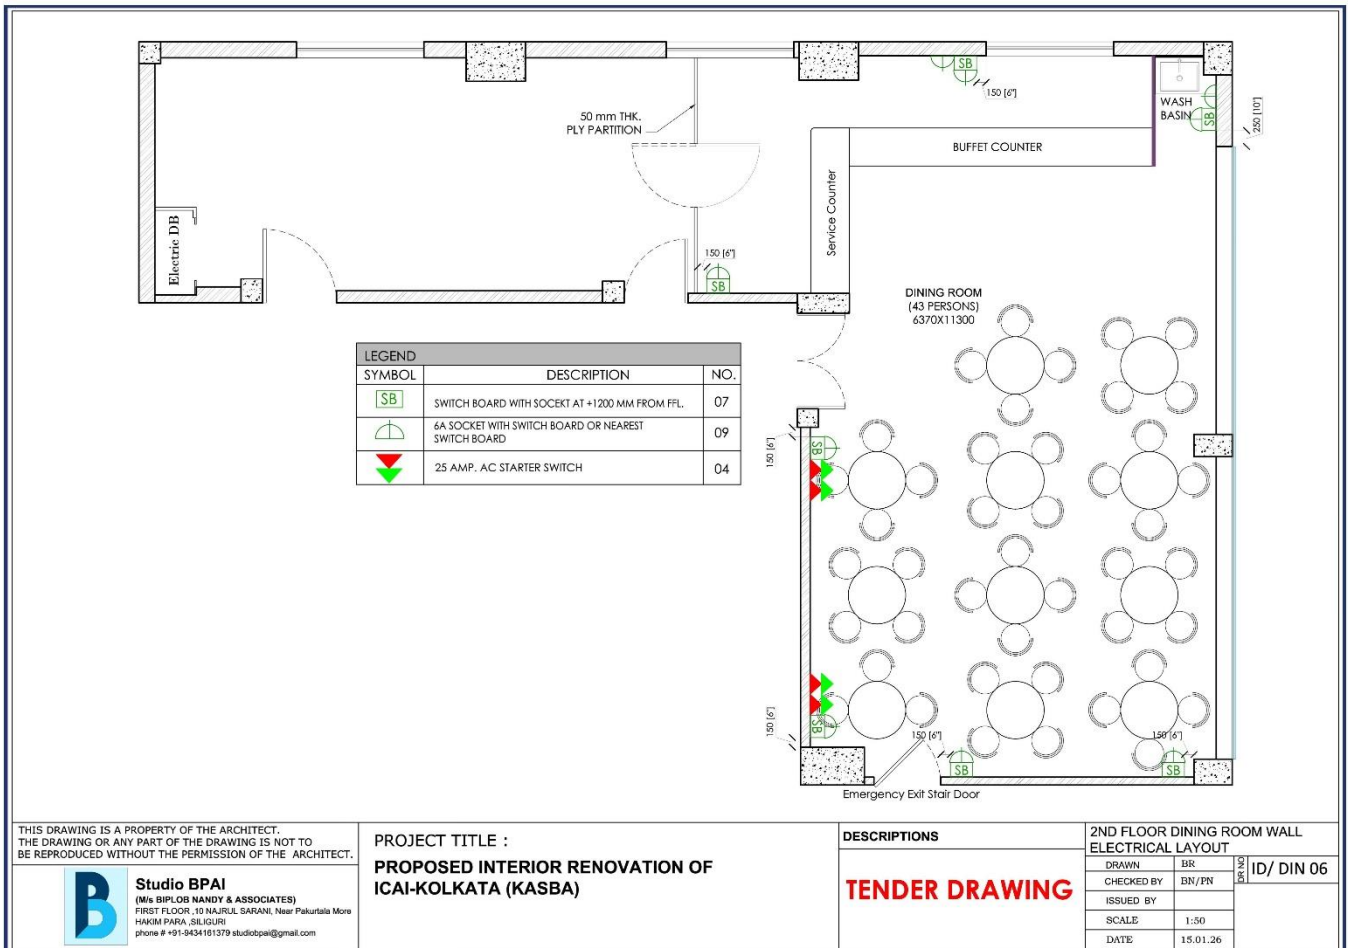 SB
150 [6"]
WASH
BASIN
SB
250 [10"]
50 mm THK.
PLY PARTITION
BUFFET COUNTER
Service Counter
Electric DB
150 [6"]
SB
DINING ROOM
(43 PERSONS)
6370X11300
LEGEND
SYMBOL DESCRIPTION NO.
SB SWITCH BOARD WITH SOCEKT AT +1200 MM FROM FFL. 07
6A SOCKET WITH SWITCH BOARD OR NEAREST
SWITCH BOARD 09
25 AMP. AC STARTER SWITCH 04
150 [6"]
SB
150 [6"]
SB
150 [6"]
SB
150 [6"]
SB
Emergency Exit Stair Door
THIS DRAWING IS A PROPERTY OF THE ARCHITECT.
THE DRAWING OR ANY PART OF THE DRAWING IS NOT TO
BE REPRODUCED WITHOUT THE PERMISSION OF THE ARCHITECT.
Studio BPAI
(M/s BIPLOB NANDY & ASSOCIATES)
FIRST FLOOR ,10 NAJRUL SARANI, Near Pakurtala More
HAKIM PARA ,SILIGURI
phone # +91-9434161379 studiobpai@gmail.com
PROJECT TITLE :
PROPOSED INTERIOR RENOVATION OF
ICAI-KOLKATA (KASBA)
DESCRIPTIONS
TENDER DRAWING
2ND FLOOR DINING ROOM WALL
ELECTRICAL LAYOUT
DRAWN BR
CHECKED BY BN/PN
ISSUED BY
SCALE 1:50
DATE 15.01.26
DR NO
ID/ DIN 06